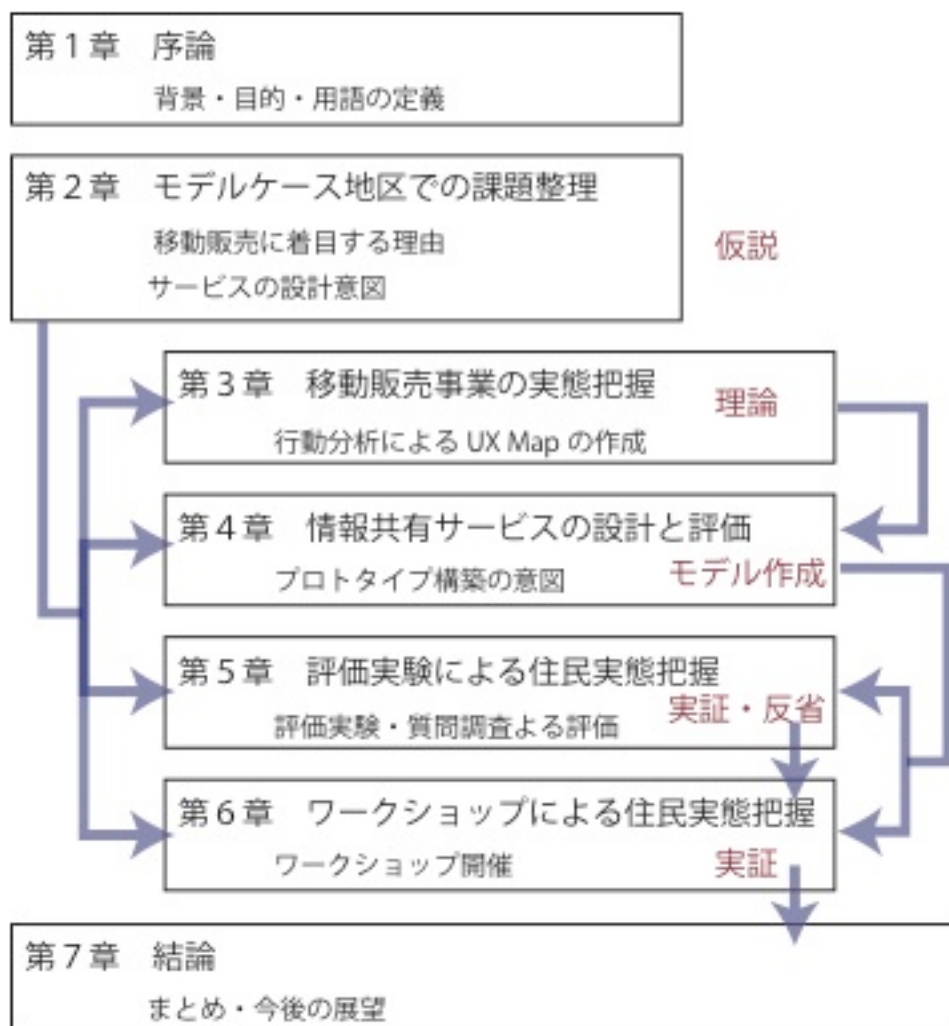 第1章 序論
背景・目的・用語の定義
第2章 モデルケース地区での課題整理
移動販売に着目する理由
サービスの設計意図
仮説
第3章 移動販売事業の実態把握
理論
行動分析による UX Map の作成
第4章 情報共有サービスの設計と評価
プロトタイプ構築の意図
モデル作成
第5章 評価実験による住民実態把握
評価実験・質問調査よる評価
実証・反省
第6章 ワークショップによる住民実態把握
ワークショップ開催
実証
第7章 結論
まとめ・今後の展望